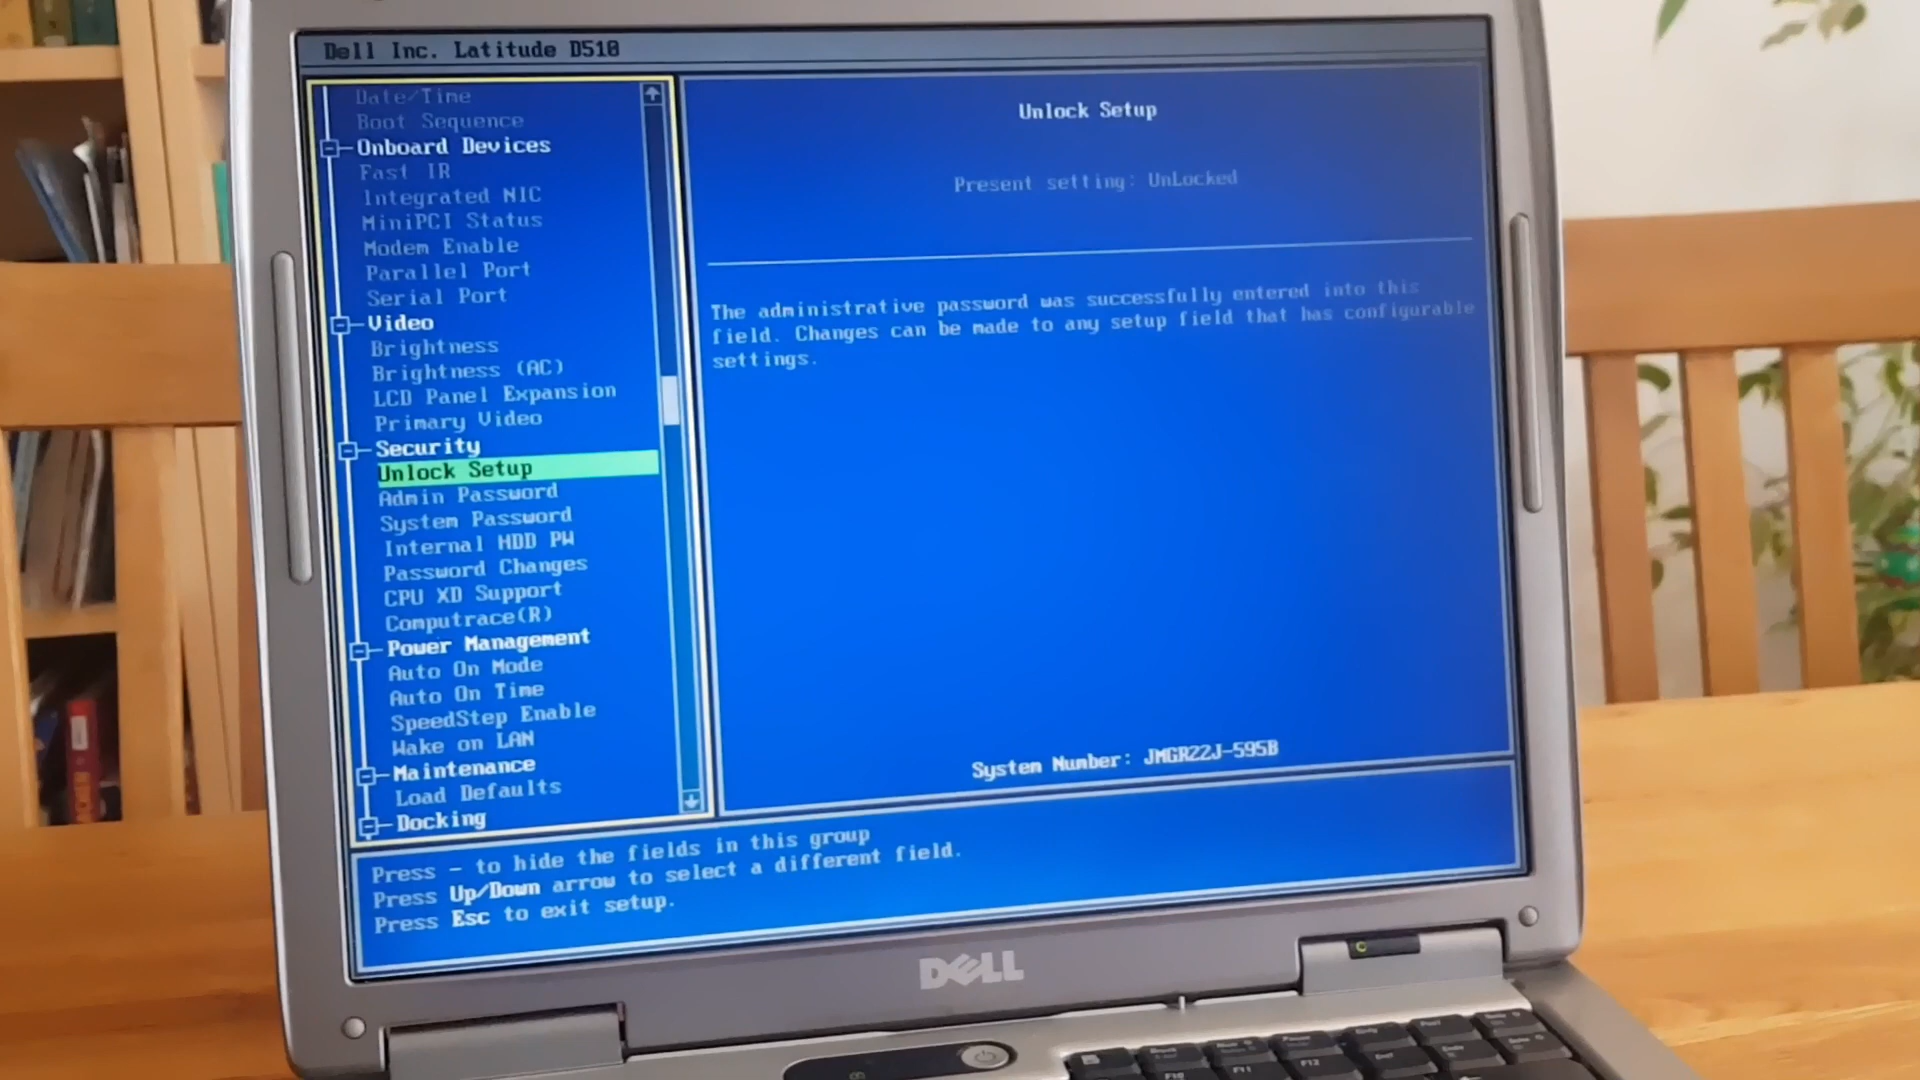 Dell Inc. Latitude D510
Date/Time
Boot Sequence
Onboard Devices
Fast IR
Integrated NIC
MiniPCI Status
Modem Enable
Parallel Port
Serial Port
Video
Brightness
Brightness (AC)
LCD Panel Expansion
Primary Video
Security
Unlock Setup
Admin Password
System Password
Internal HDD PW
Password Changes
CPU XD Support
Computrace(R)
Power Management
Auto On Mode
Auto On Time
SpeedStep Enable
Wake on LAN
Maintenance
Load Defaults
Docking
Unlock Setup
Present setting: UnLocked
The administrative password was successfully entered into this
field. Changes can be made to any setup field that has configurable
settings.
System Number: JMGR22J-595B
Press - to hide the fields in this group
Press Up/Down arrow to select a different field.
Press Esc to exit setup.
DELL
F10 F11 F12